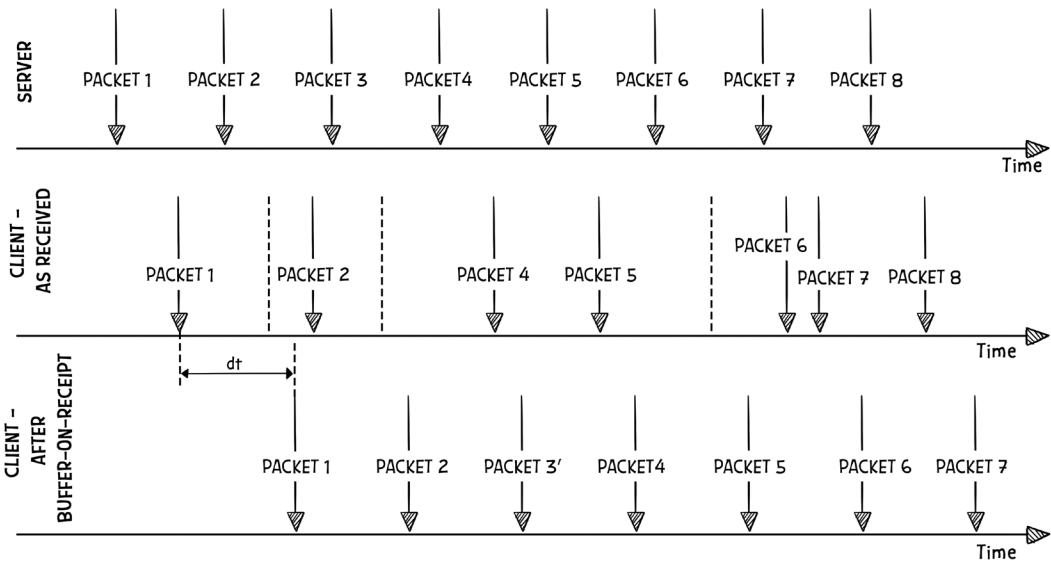 SERVER
PACKET 1 PACKET 2 PACKET 3 PACKET4 PACKET 5 PACKET 6 PACKET 7 PACKET 8
Time
CLIENT -
AS RECEIVED
PACKET 6
PACKET 1 PACKET 2 PACKET 4 PACKET 5 PACKET 7 PACKET 8
Time
dt
CLIENT -
AFTER
BUFFER-ON-RECEIPT
PACKET 1 PACKET 2 PACKET 3' PACKET4 PACKET 5 PACKET 6 PACKET 7
Time